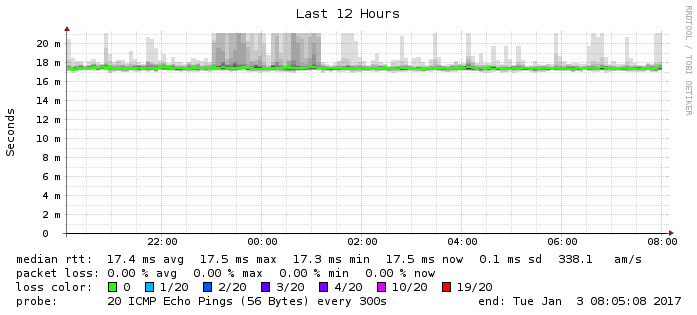 Last 12 Hours
RRDTOOL / TOBI OETIKER
Seconds
20 m
18 m
16 m
14 m
12 m
10 m
8 m
6 m
4 m
2 m
0
22:00 00:00 02:00 04:00 06:00 08:00
median rtt: 17.4 ms avg 17.5 ms max 17.3 ms min 17.5 ms now 0.1 ms sd 338.1 am/s
packet loss: 0.00 % avg 0.00 % max 0.00 % min 0.00 % now
loss color: 0 1/20 2/20 3/20 4/20 10/20 19/20
probe: 20 ICMP Echo Pings (56 Bytes) every 300s end: Tue Jan 3 08:05:08 2017